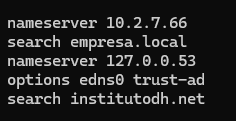 nameserver 10.2.7.66
search empresa.local
nameserver 127.0.0.53
options edns0 trust-ad
search institutodh.net